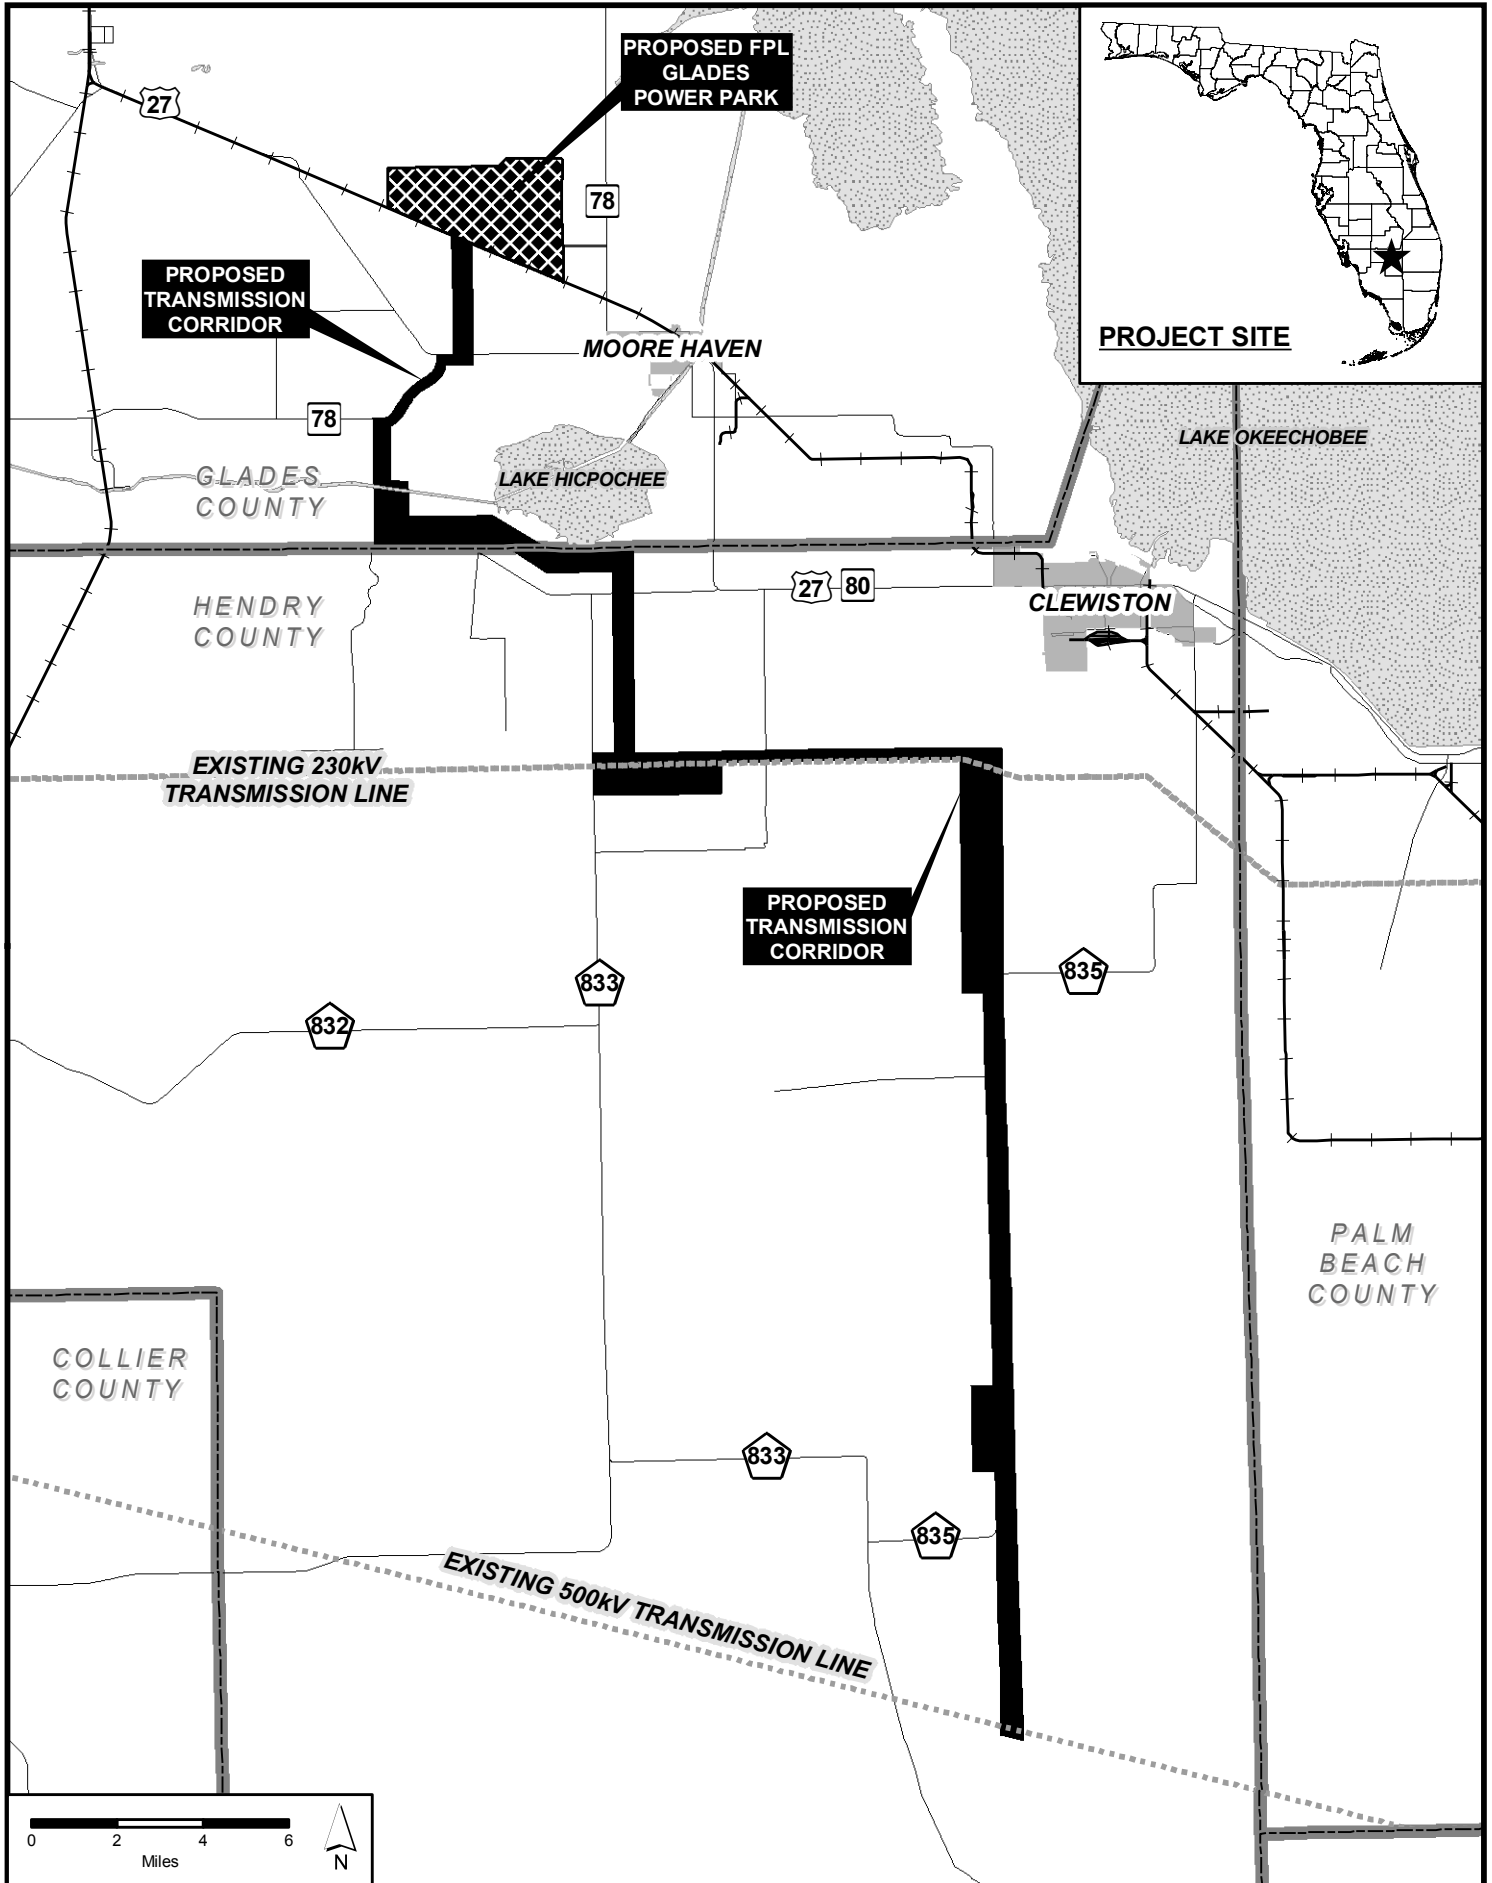 PROPOSED FPL
GLADES
POWER PARK
27
78
PROJECT SITE
PROPOSED
TRANSMISSION
CORRIDOR
MOORE HAVEN
78
LAKE OKEECHOBEE
GLADES
COUNTY
LAKE HICPOCHEE
27
80
HENDRY
COUNTY
CLEWISTON
EXISTING 230kV
TRANSMISSION LINE
PROPOSED
TRANSMISSION
CORRIDOR
833
835
832
PALM
BEACH
COUNTY
COLLIER
COUNTY
833
835
EXISTING 500kV TRANSMISSION LINE
0 2 4 6
Miles
N